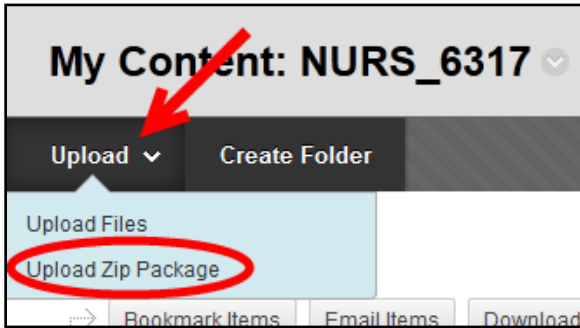 My Content: NURS_6317
Upload Create Folder
Upload Files
Upload Zip Package
Bookmark Items Email Items Download